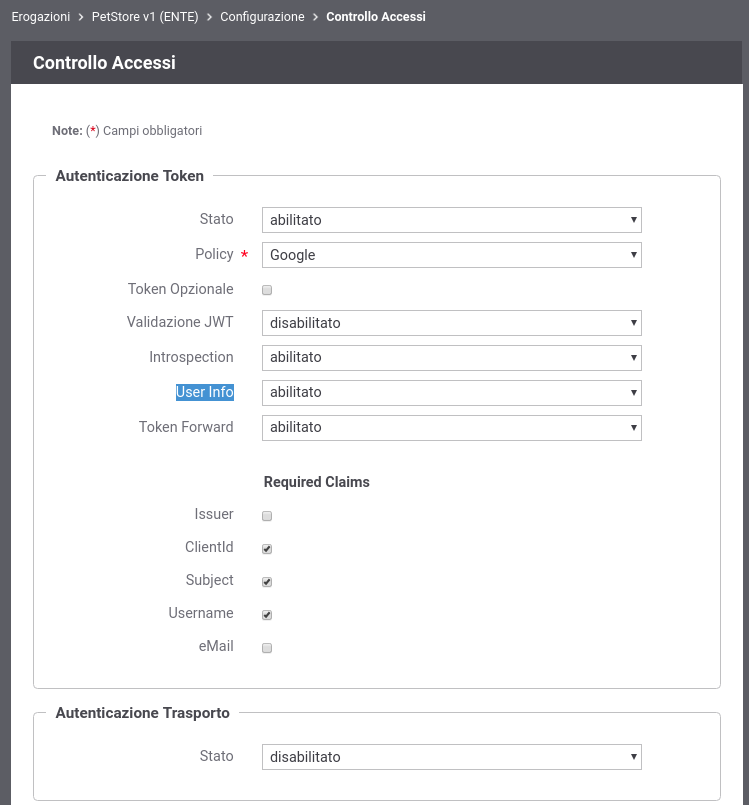 Erogazioni > PetStore v1 (ENTE) > Configurazione > Controllo Accessi
Controllo Accessi
Note: (*) Campi obbligatori
Autenticazione Token
Stato abilitato
Policy * Google
Token Opzionale
Validazione JWT disabilitato
Introspection abilitato
User Info abilitato
Token Forward abilitato
Required Claims
Issuer
ClientId
Subject
Username
eMail
Autenticazione Trasporto
Stato disabilitato